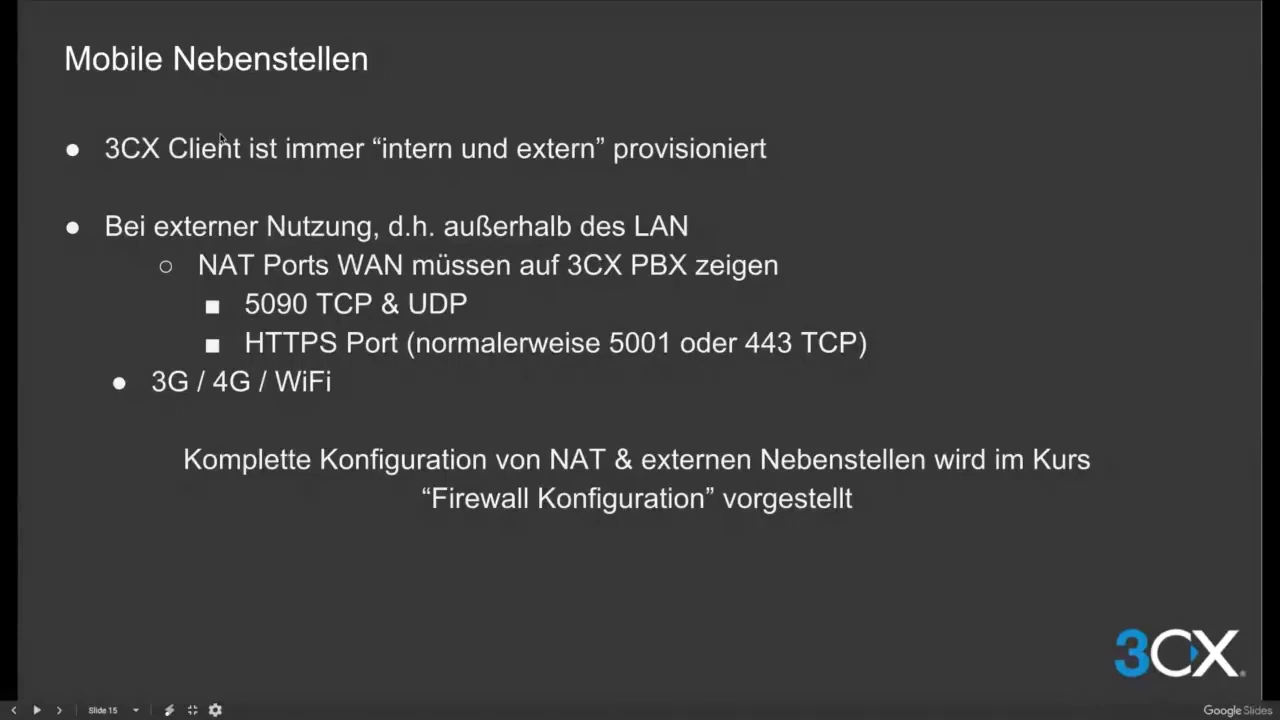 Mobile Nebenstellen
● 3CX Client ist immer “intern und extern” provisioniert
● Bei externer Nutzung, d.h. außerhalb des LAN
○ NAT Ports WAN müssen auf 3CX PBX zeigen
■ 5090 TCP & UDP
■ HTTPS Port (normalerweise 5001 oder 443 TCP)
● 3G / 4G / WiFi
Komplette Konfiguration von NAT & externen Nebenstellen wird im Kurs
“Firewall Konfiguration” vorgestellt
3CX®
Slide 15
Google Slides